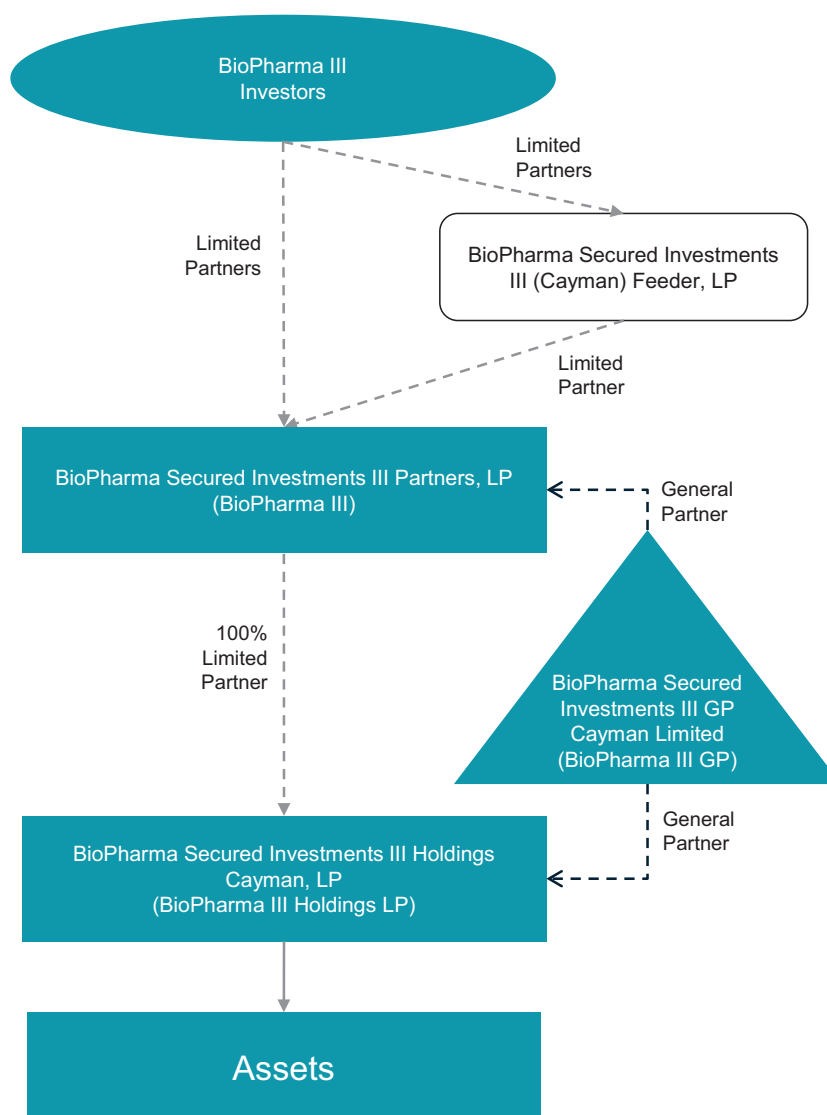 BioPharma III
Investors
Limited
Partners
Limited
Partners
BioPharma Secured Investments
III (Cayman) Feeder, LP
Limited
Partner
BioPharma Secured Investments III Partners, LP
(BioPharma III)
General
Partner
100%
Limited
Partner
BioPharma Secured
Investments III GP
Cayman Limited
(BioPharma III GP)
General
Partner
BioPharma Secured Investments III Holdings
Cayman, LP
(BioPharma III Holdings LP)
Assets